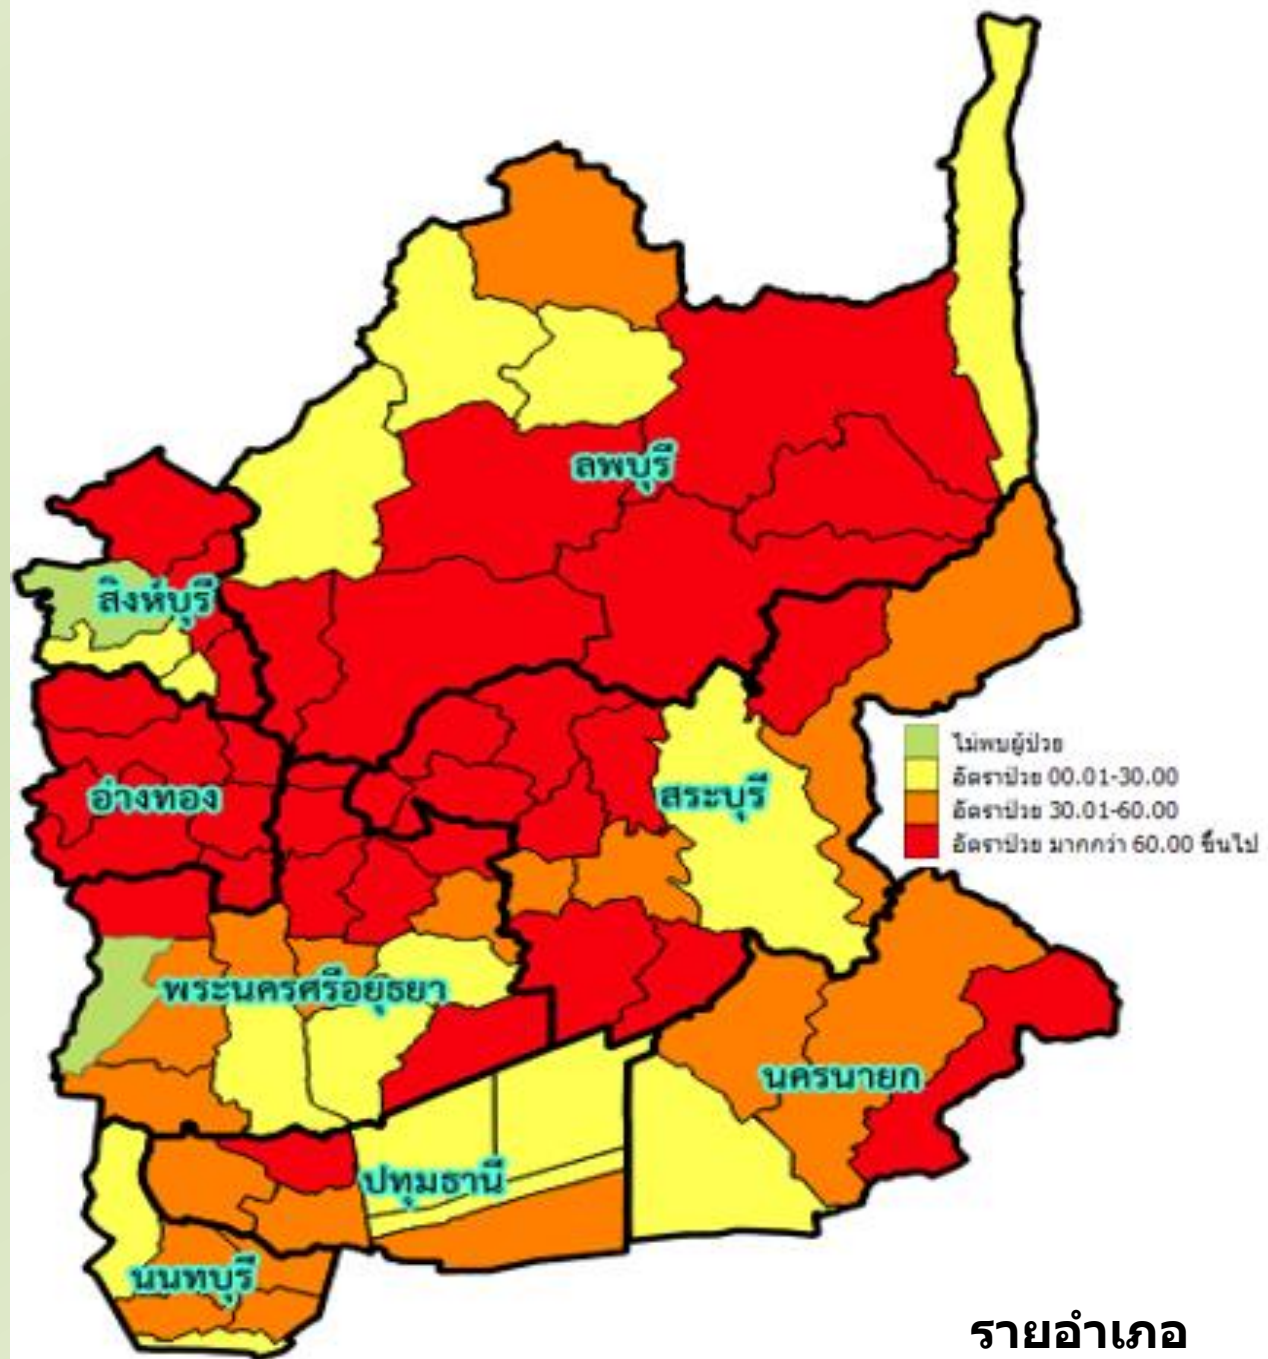 ลพบุรี
สิงห์บุรี
ไม่พบผู้ป่วย
อัตราป่วย 00.01-30.00
อัตราป่วย 30.01-60.00
อัตราป่วย มากกว่า 60.00 ขึ้นไป
อ่างทอง
สระบุรี
พระนครศรีอยุธยา
นครนายก
ปทุมธานี
นนทบุรี
รายอำเภอ